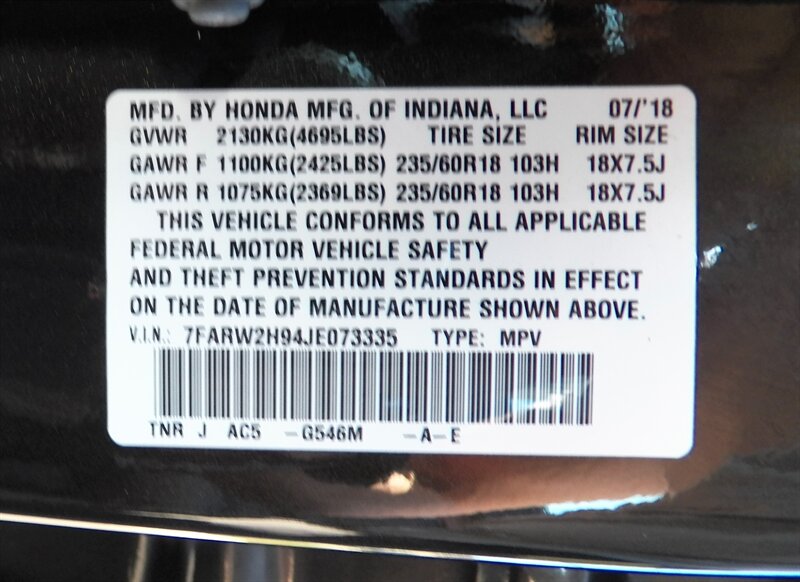 MFD. BY HONDA MFG. OF INDIANA, LLC 07/'18
GVWR 2130KG(4695LBS) TIRE SIZE RIM SIZE
GAWR F 1100KG(2425LBS) 235/60R18 103H 18X7.5J
GAWR R 1075KG(2369LBS) 235/60R18 103H 18X7.5J
THIS VEHICLE CONFORMS TO ALL APPLICABLE
FEDERAL MOTOR VEHICLE SAFETY
AND THEFT PREVENTION STANDARDS IN EFFECT
ON THE DATE OF MANUFACTURE SHOWN ABOVE.
V.I.N.: 7FARW2H94JE073335 TYPE: MPV
TNR J AC5 -G546M -A-E